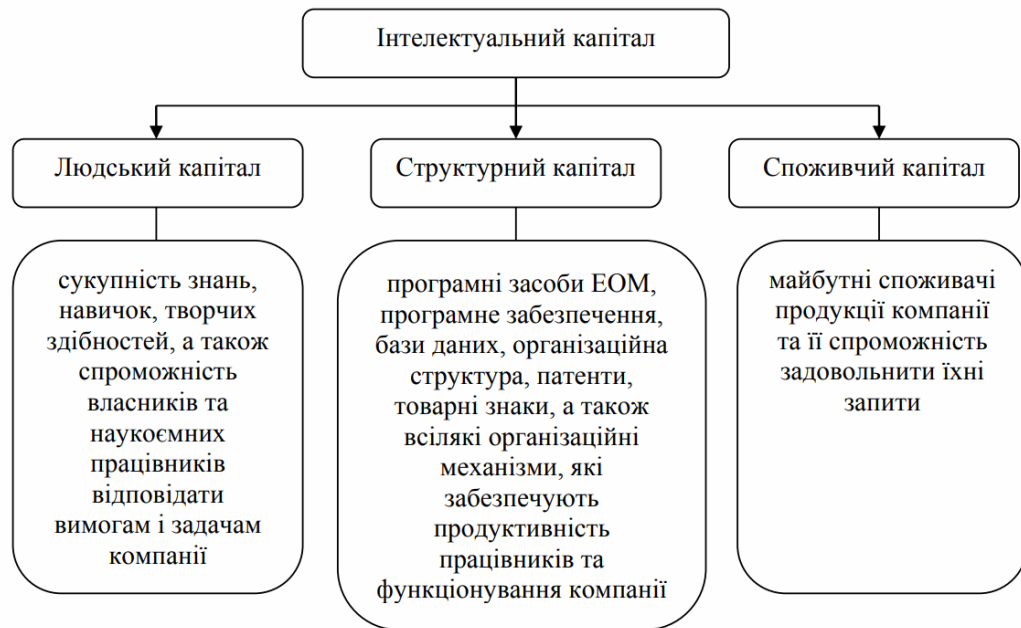 Інтелектуальний капітал
Людський капітал
Структурний капітал
Споживчий капітал
сукупність знань,
навичок, творчих
здібностей, а також
спроможність
власників та
наукоємних
працівників
відповідати
вимогам і задачам
компанії
програмні засоби ЕОМ,
програмне забезпечення,
бази даних, організаційна
структура, патенти,
товарні знаки, а також
всілякі організаційні
механізми, які
забезпечують
продуктивність
працівників та
функціонування компанії
майбутні споживачі
продукції компанії
та її спроможність
задовольнити їхні
запити